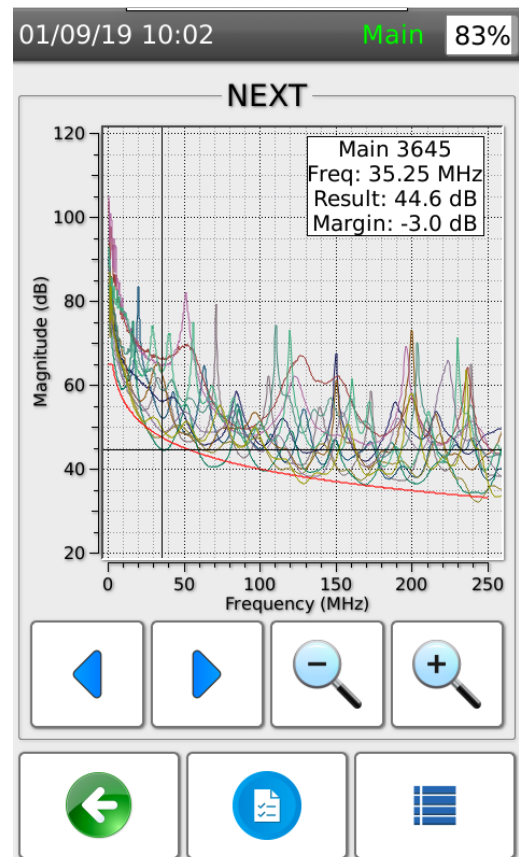 01/09/19 10:02 Main 83%
NEXT
Main 3645
Freq: 35.25 MHz
Result: 44.6 dB
Margin: -3.0 dB
Magnitude (dB)
120
100
80
60
40
20
0 50 100 150 200 250
Frequency (MHz)